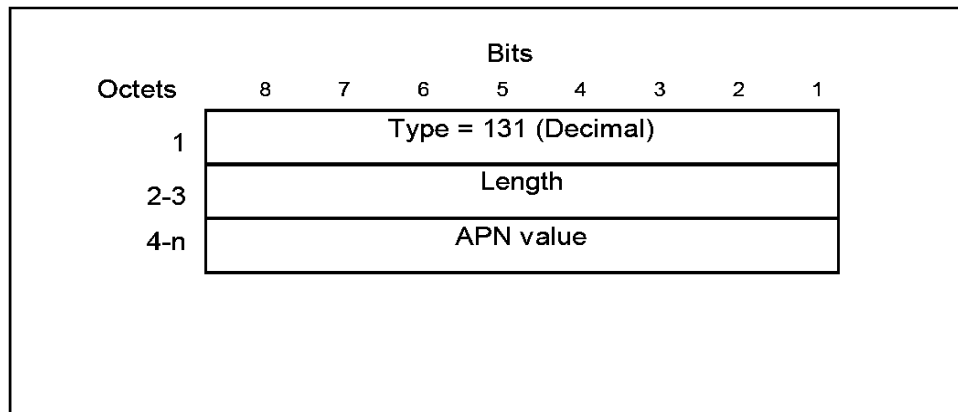 Bits
Octets 8 7 6 5 4 3 2 1
1 Type = 131 (Decimal)
2-3 Length
4-n APN value